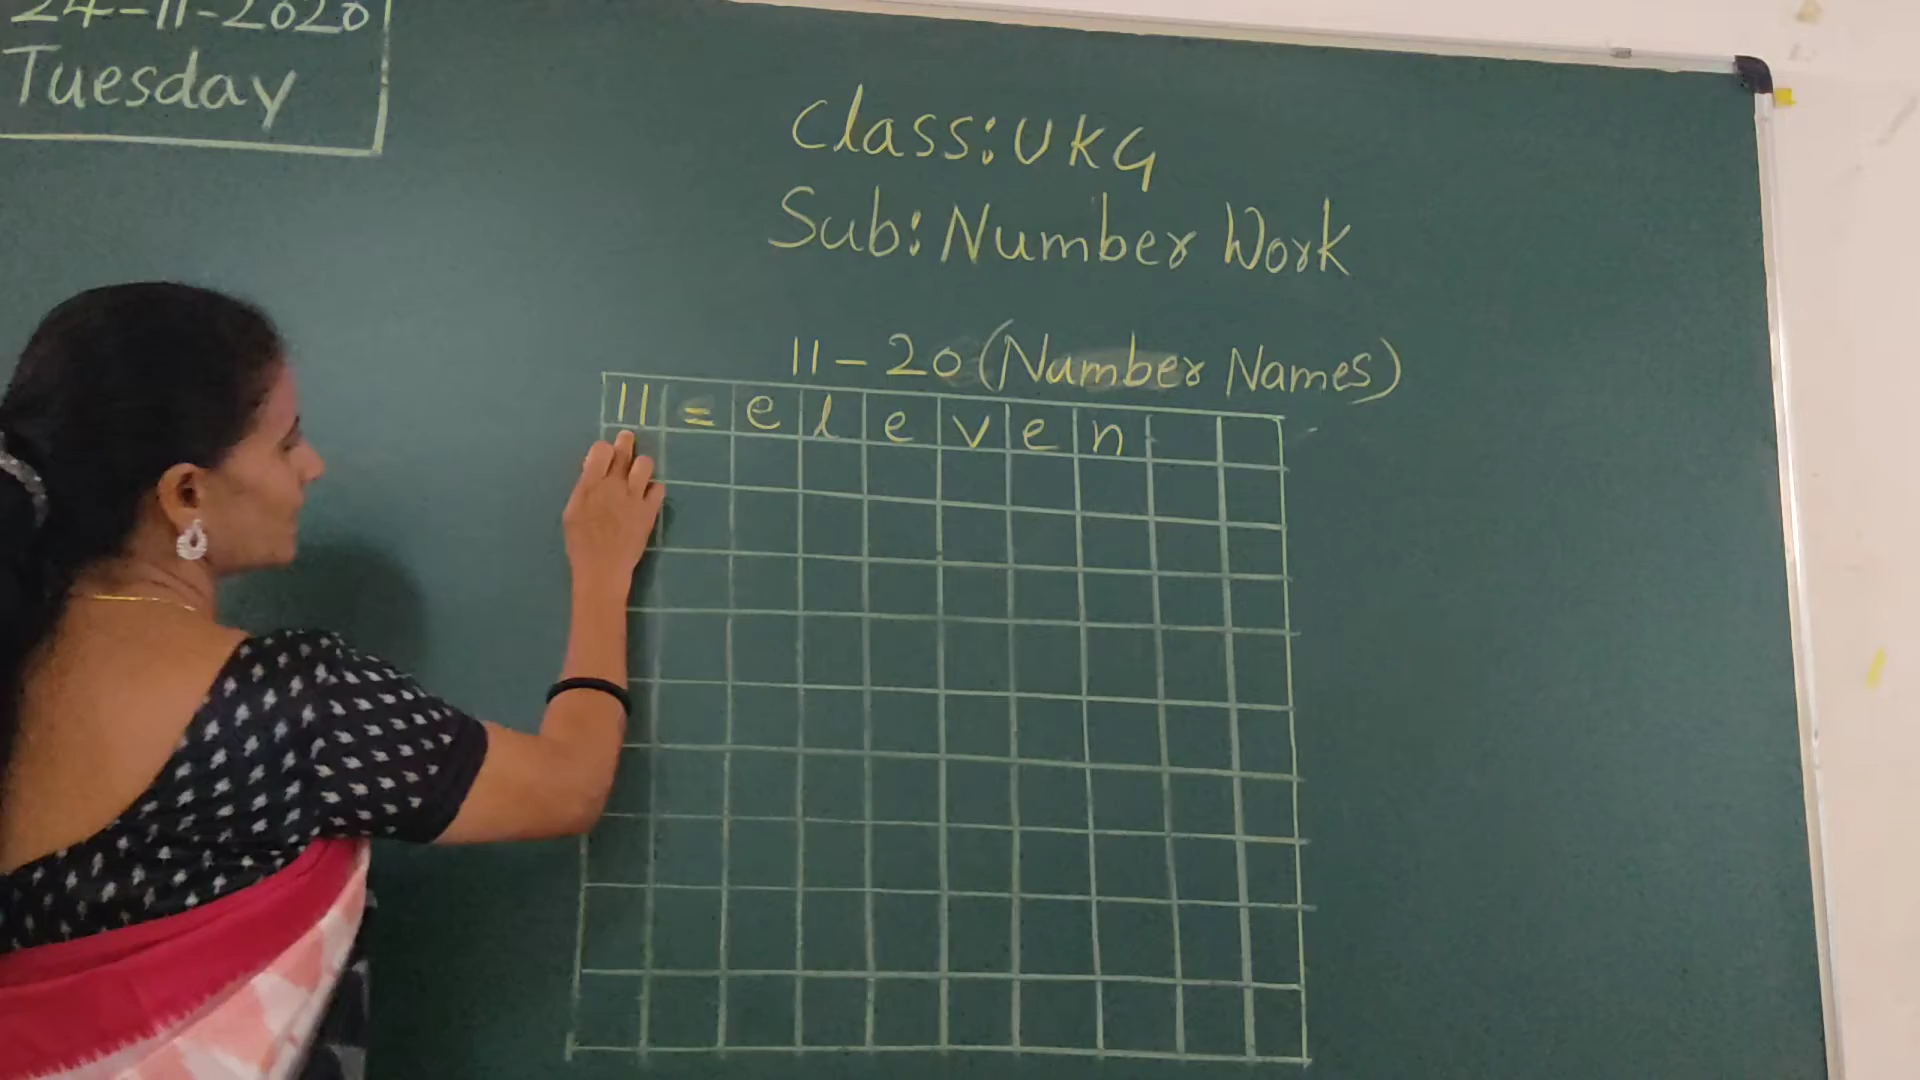 24-11-2020
Tuesday
Class: UKG
Sub: Number Work
11-20 (Number Names)
11 = eleven